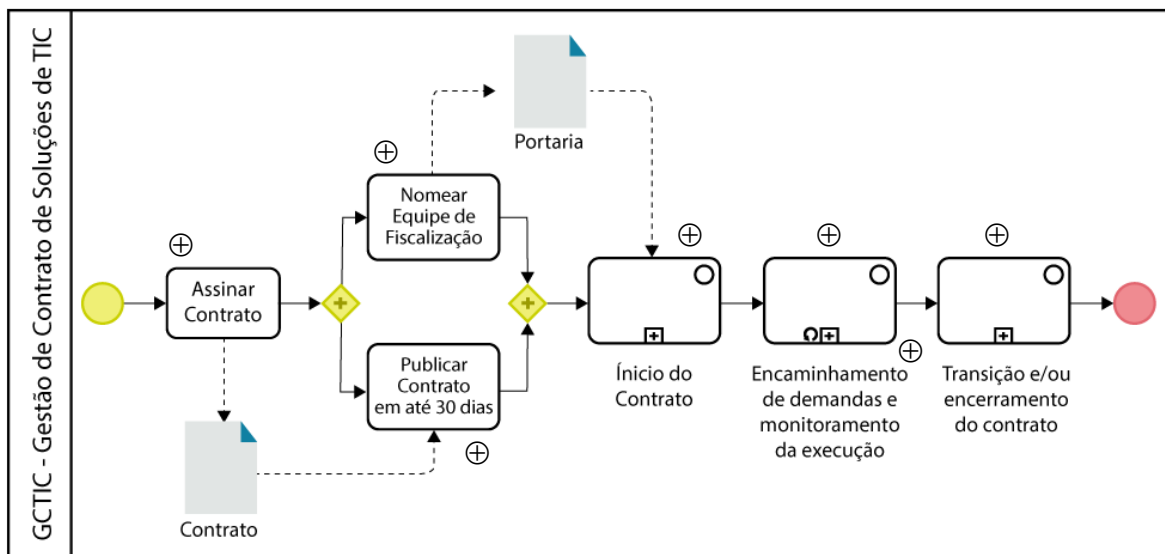 GCTIC - Gestão de Contrato de Soluções de TIC
Portaria
Nomear
Equipe de
Fiscalização
Assinar
Contrato
Publicar
Contrato
em até 30 dias
Contrato
Ínicio do
Contrato
Encaminhamento
de demandas e
monitoramento
da execução
Transição e/ou
encerramento
do contrato